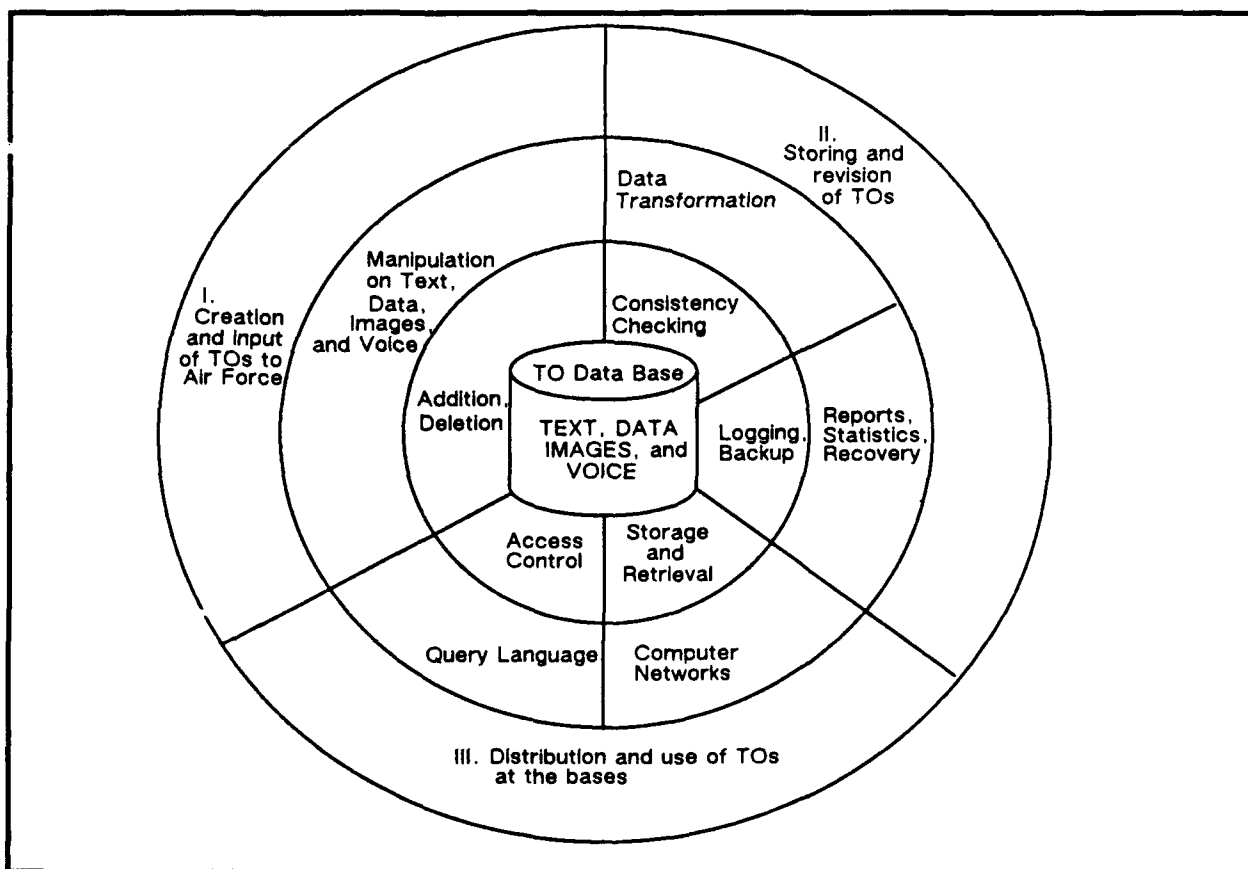 II.
Storing and
revision
of TOs
Data
Transformation
Manipulation
on Text,
Data,
Images,
and Voice
I.
Creation
and input
of TOs to
Air Force
Consistency
Checking
TO Data Base
Addition,
Deletion
TEXT, DATA
IMAGES, and
VOICE
Logging,
Backup
Reports,
Statistics,
Recovery
Access
Control
Storage
and
Retrieval
Query Language
Computer
Networks
III. Distribution and use of TOs
at the bases